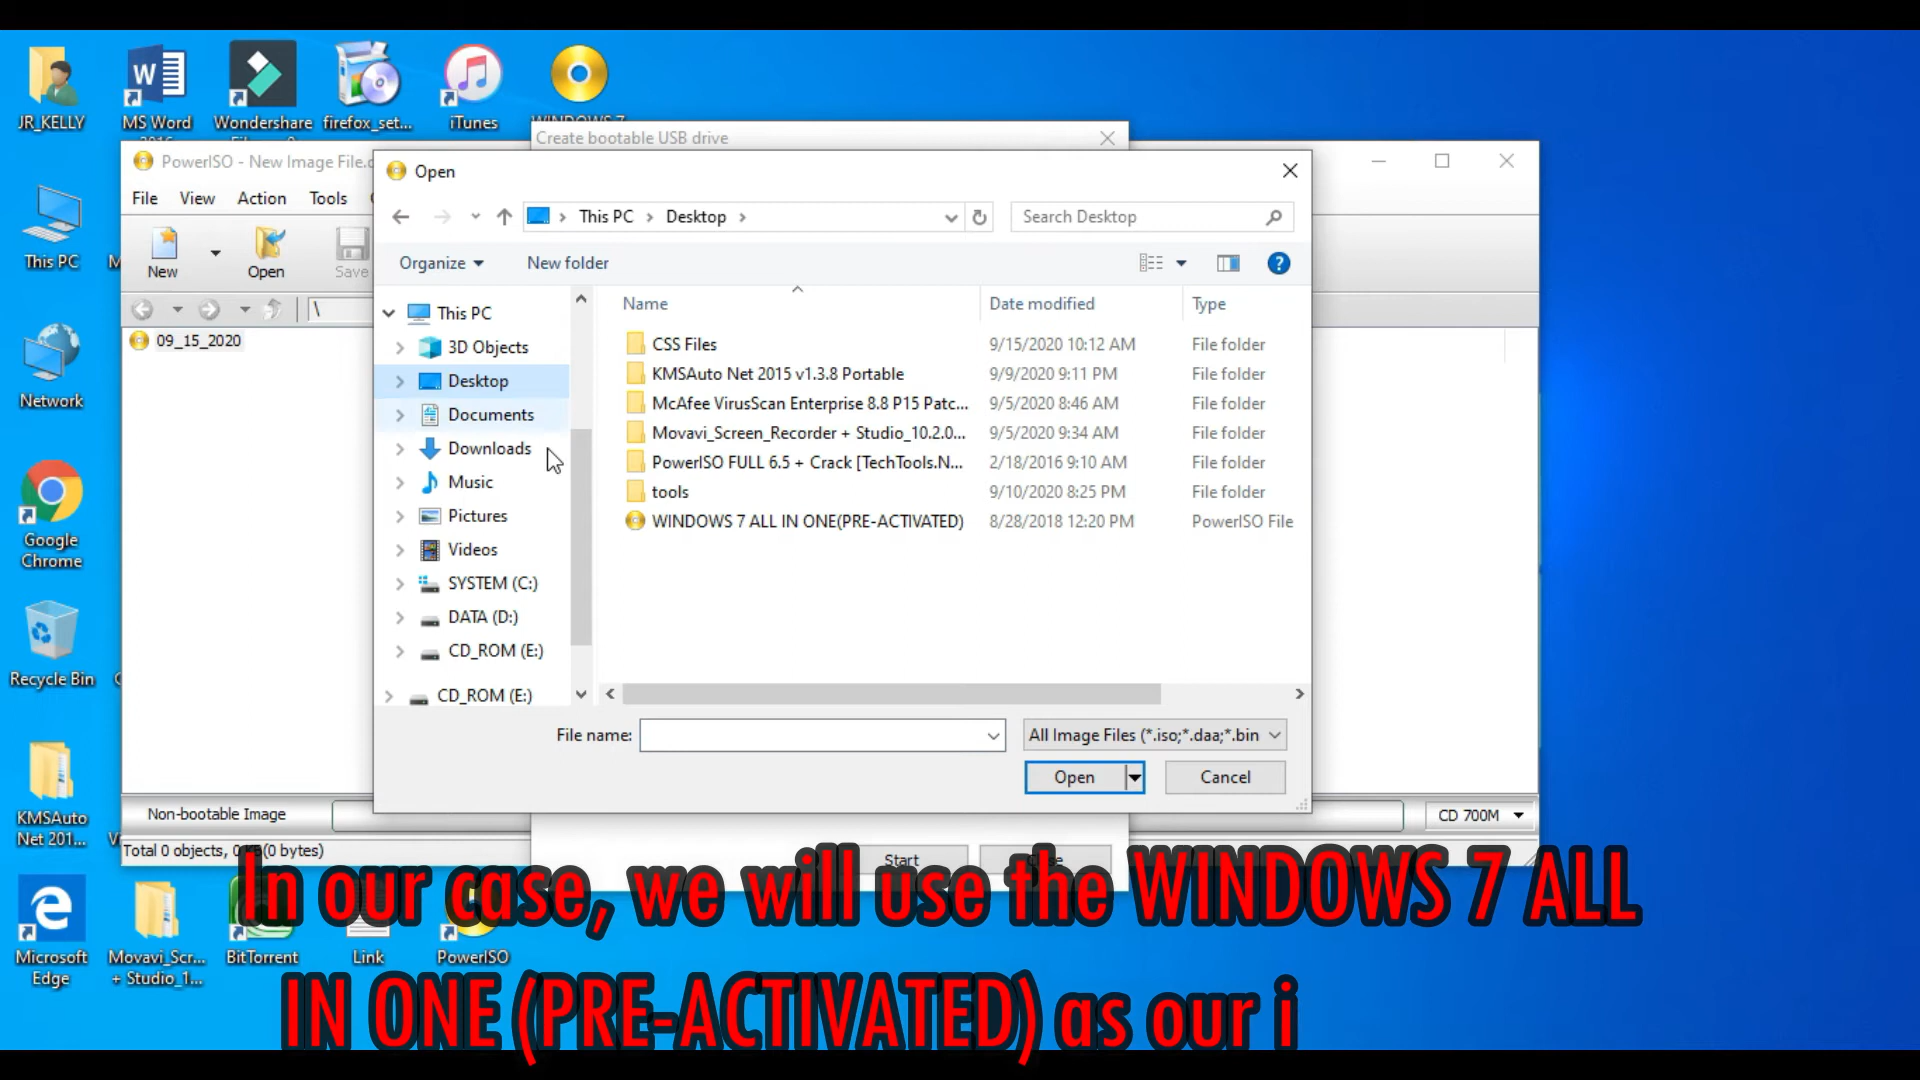 JR_KELLY
MS Word
Wondershare
firefox_set...
iTunes
WINDOWS 7
Create bootable USB drive
PowerISO - New Image File.
Open
File View Action Tools
This PC > Desktop >
Search Desktop
New
Open
Save
Organize
New folder
This PC
\
Name
Date modified
Type
09_15_2020
This PC
3D Objects
Desktop
Documents
Downloads
Music
Pictures
Videos
SYSTEM (C:)
DATA (D:)
CD_ROM (E:)
CD_ROM (E:)
CSS Files 9/15/2020 10:12 AM File folder
KMSAuto Net 2015 v1.3.8 Portable 9/9/2020 9:11 PM File folder
McAfee VirusScan Enterprise 8.8 P15 Patc... 9/5/2020 8:46 AM File folder
Movavi_Screen_Recorder + Studio_10.2.0... 9/5/2020 9:34 AM File folder
PowerISO FULL 6.5 + Crack [TechTools.N... 2/18/2016 9:10 AM File folder
tools 9/10/2020 8:25 PM File folder
WINDOWS 7 ALL IN ONE(PRE-ACTIVATED) 8/28/2018 12:20 PM PowerISO File
Network
Google
Chrome
Recycle Bin
KMSAuto
Net 201...
File name:
All Image Files (*.iso;*.daa;*.bin
Open
Cancel
Non-bootable Image
CD 700M
Total 0 objects, 0 KB(0 bytes)
Start
In our case, we will use the WINDOWS 7 ALL
IN ONE (PRE-ACTIVATED) as our i
Microsoft
Edge
Movavi_Scr...
+ Studio_1...
BitTorrent
Link
PowerISO